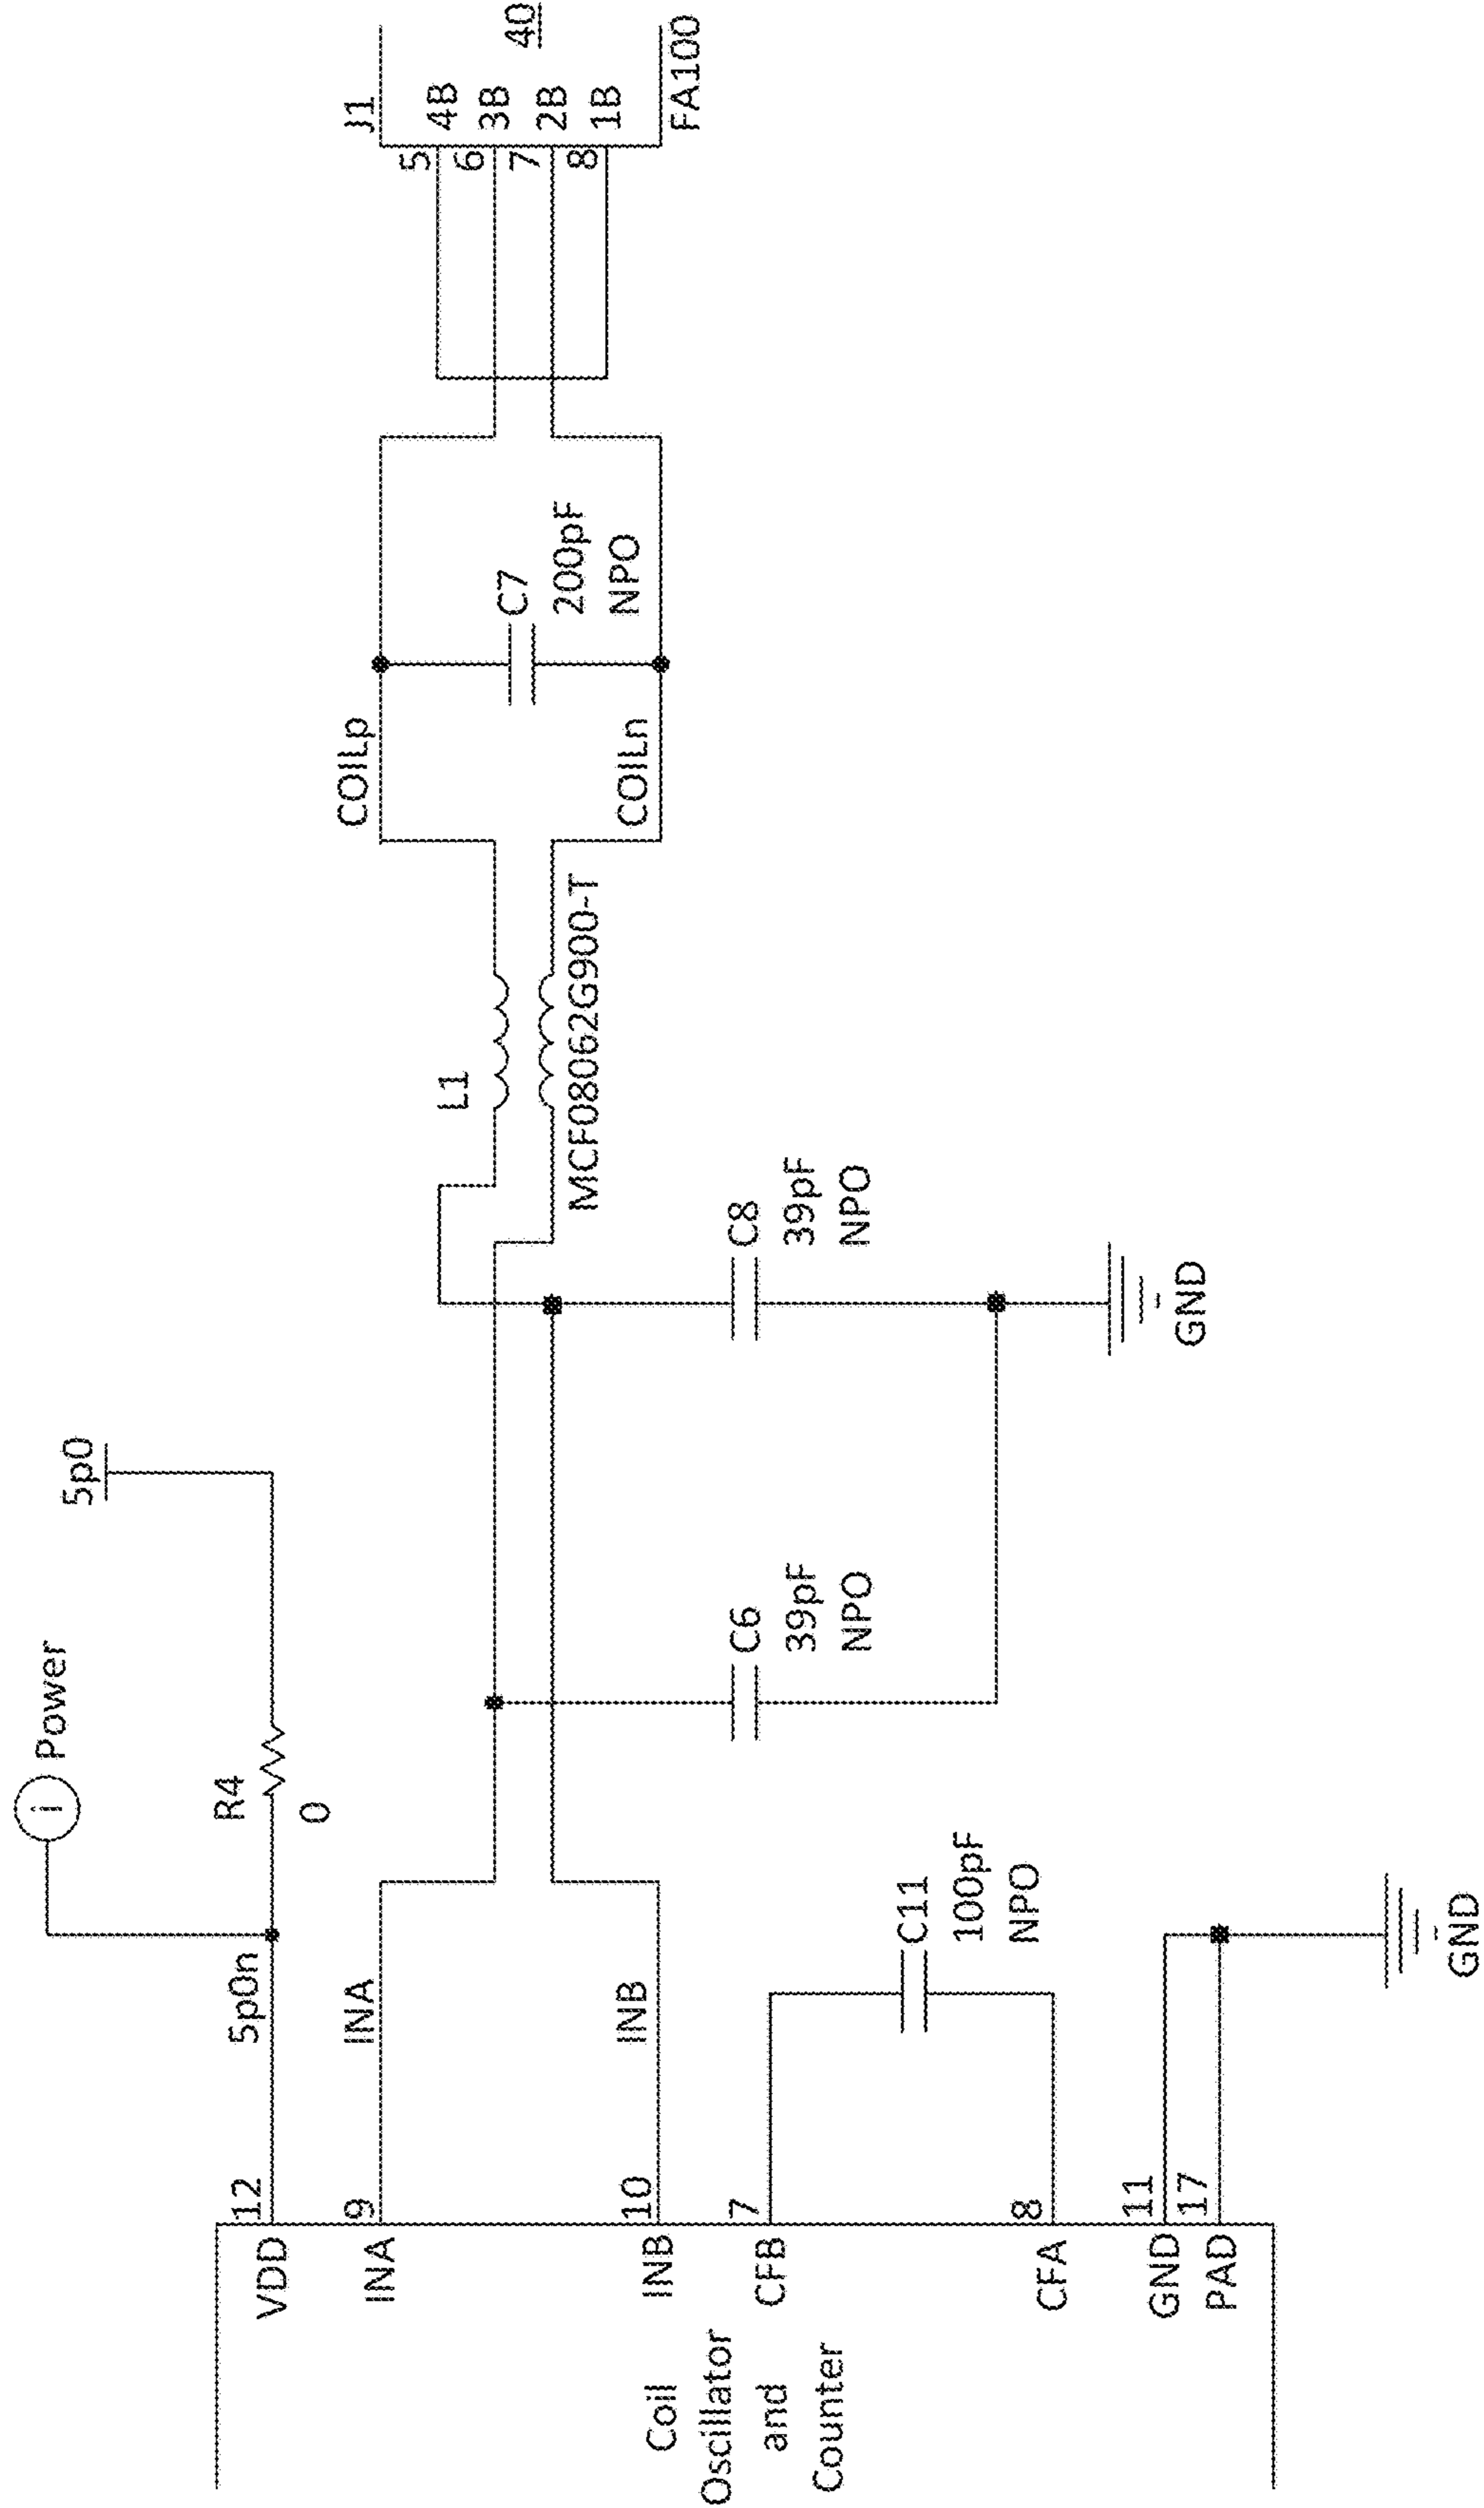 Power
5p0
R4
0
5p0n
12
VDD
INA
9
INA
INB
10
INB
7
CFB
8
CFA
11
GND
17
PAD
Coil
Oscillator
and
Counter
C11
100pF
NPO
GND
C6
39pF
NPO
C8
39pF
NPO
GND
L1
MCF08062G900-T
COILp
COILn
C7
200pF
NPO
J1
5
4B
6
3B
7
2B
8
1B
40
FA100